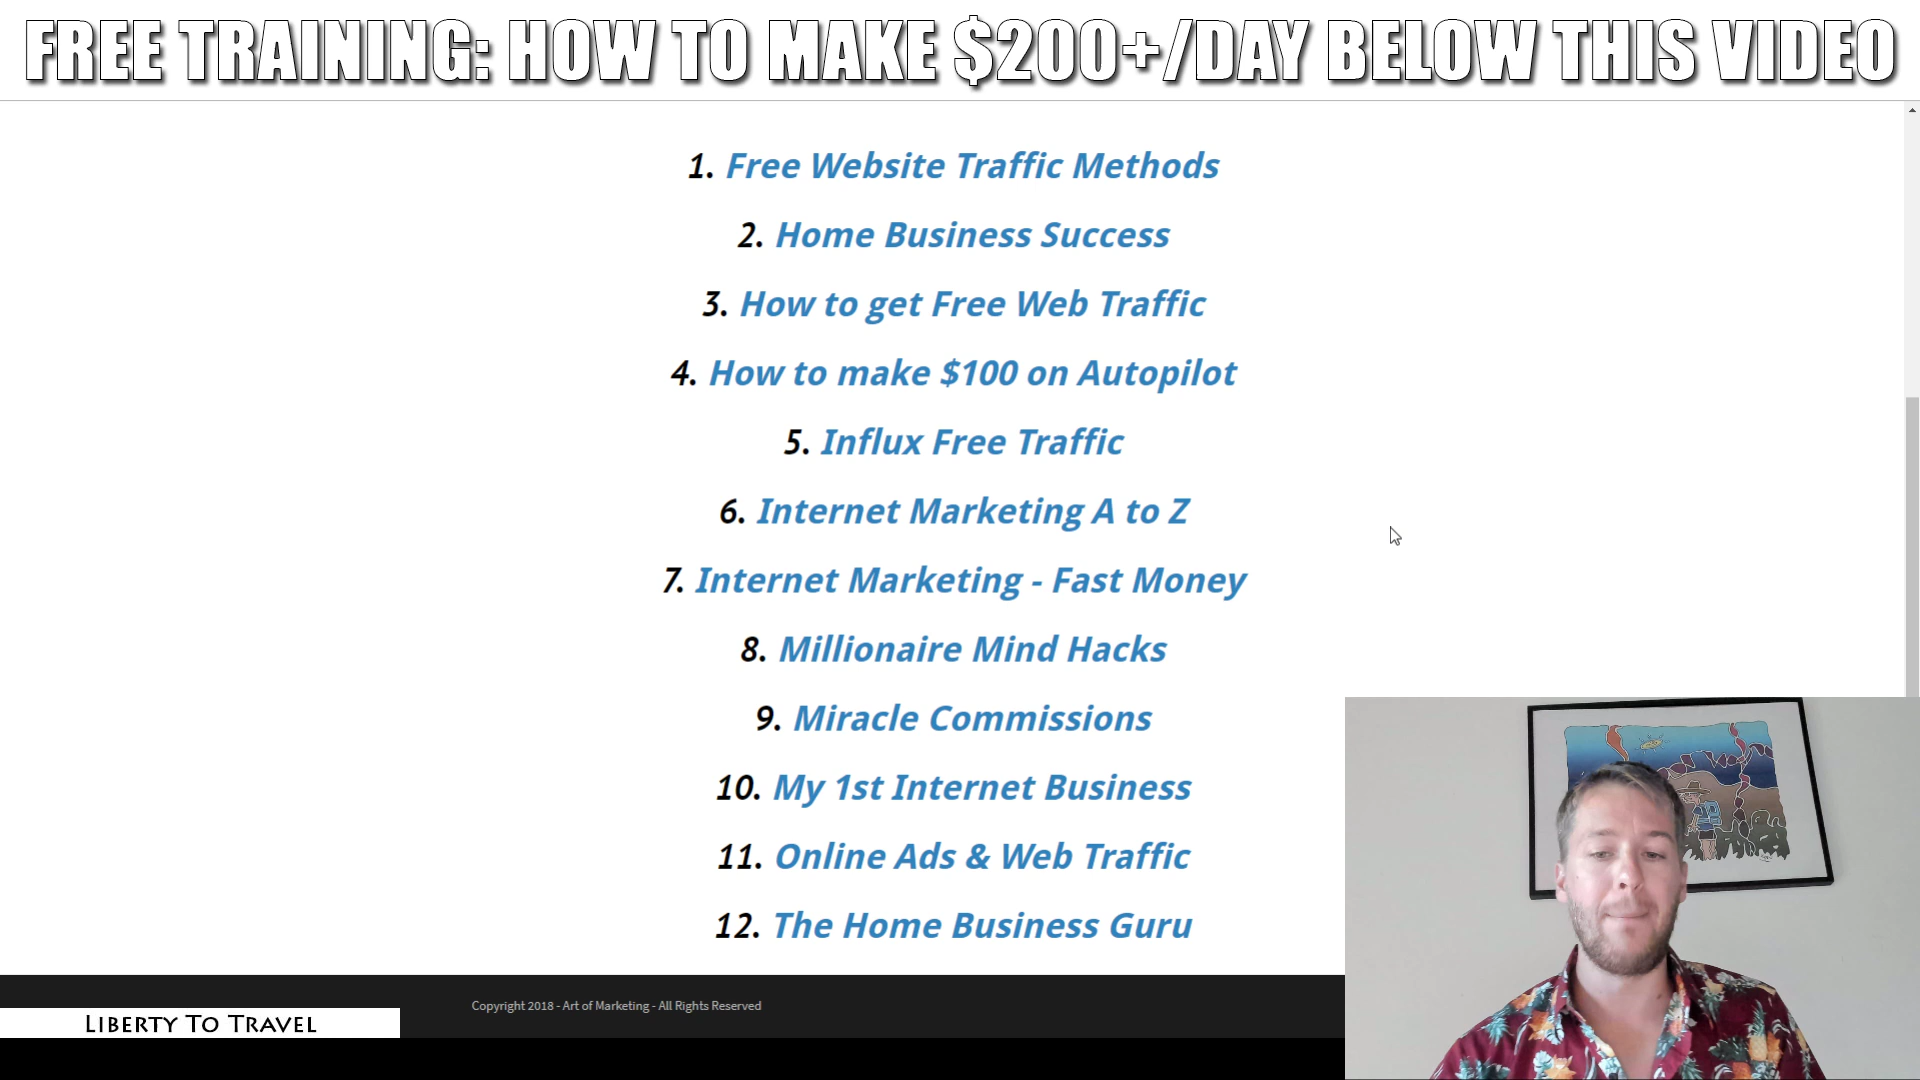 FREE TRAINING: HOW TO MAKE $200+/DAY BELOW THIS VIDEO
1. Free Website Traffic Methods
2. Home Business Success
3. How to get Free Web Traffic
4. How to make $100 on Autopilot
5. Influx Free Traffic
6. Internet Marketing A to Z
7. Internet Marketing - Fast Money
8. Millionaire Mind Hacks
9. Miracle Commissions
10. My 1st Internet Business
11. Online Ads & Web Traffic
12. The Home Business Guru
Copyright 2018 - Art of Marketing - All Rights Reserved
LIBERTY TO TRAVEL